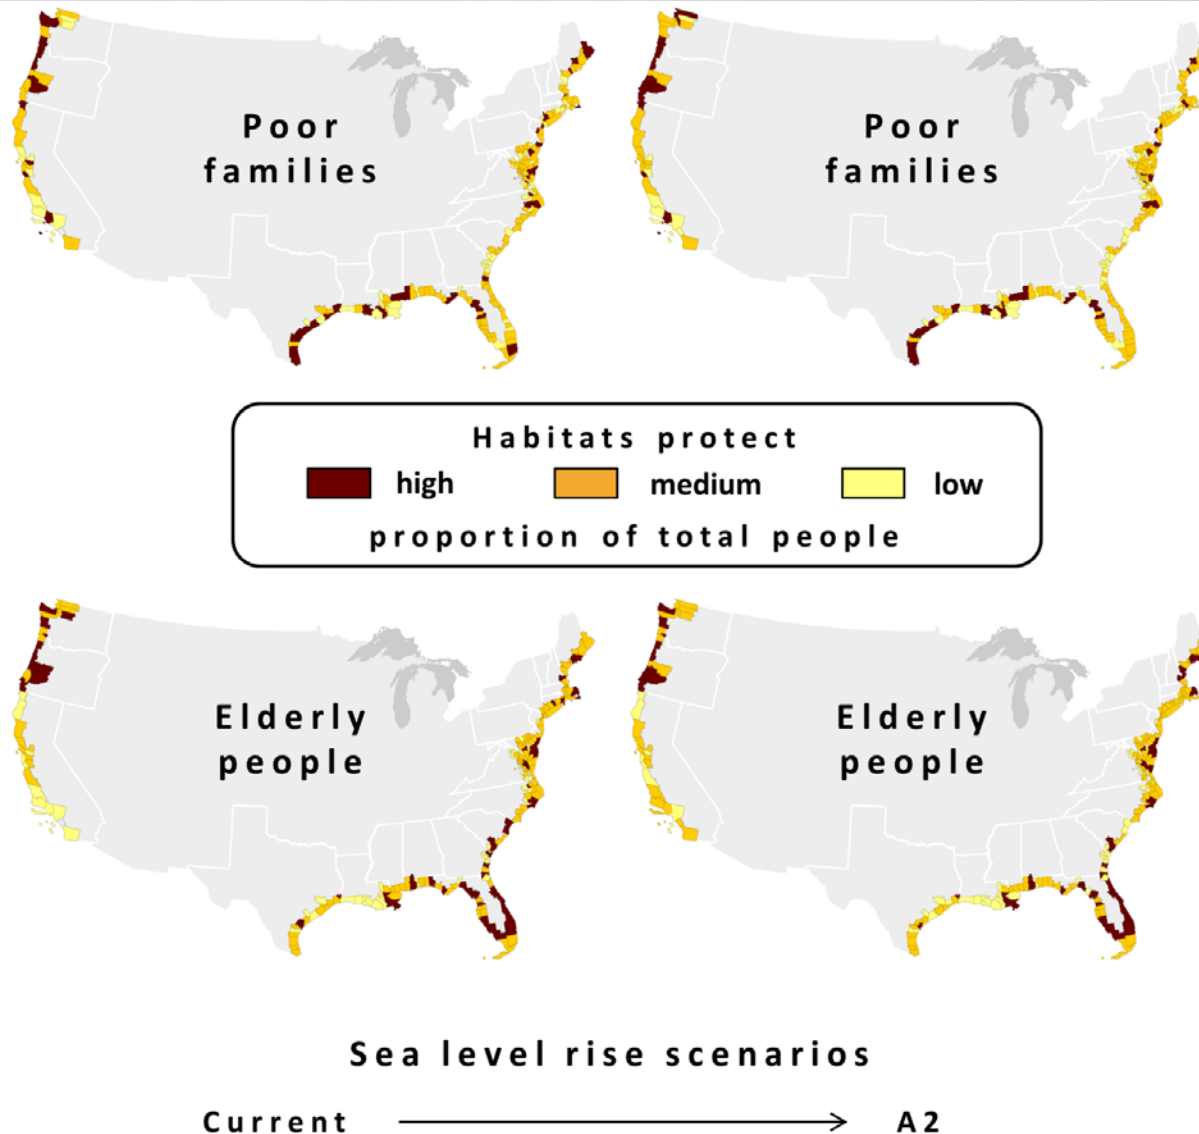 Poor
families
Poor
families
Habitats protect
high medium low
proportion of total people
Elderly
people
Elderly
people
Sea level rise scenarios
Current A2